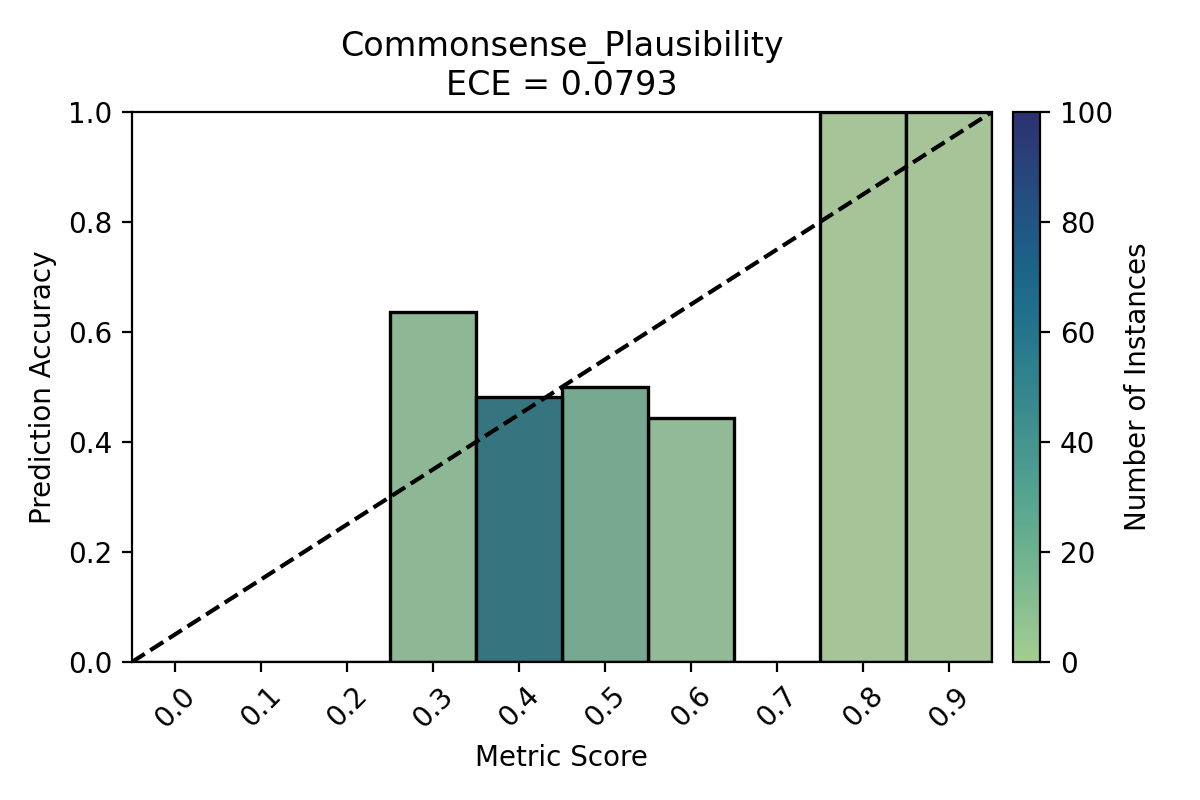 Commonsense_Plausibility
ECE = 0.0793
1.0
0.8
0.6
0.4
0.2
0.0
Prediction Accuracy
0.0 0.1 0.2 0.3 0.4 0.5 0.6 0.7 0.8 0.9
Metric Score
100
80
60
40
20
0
Number of Instances